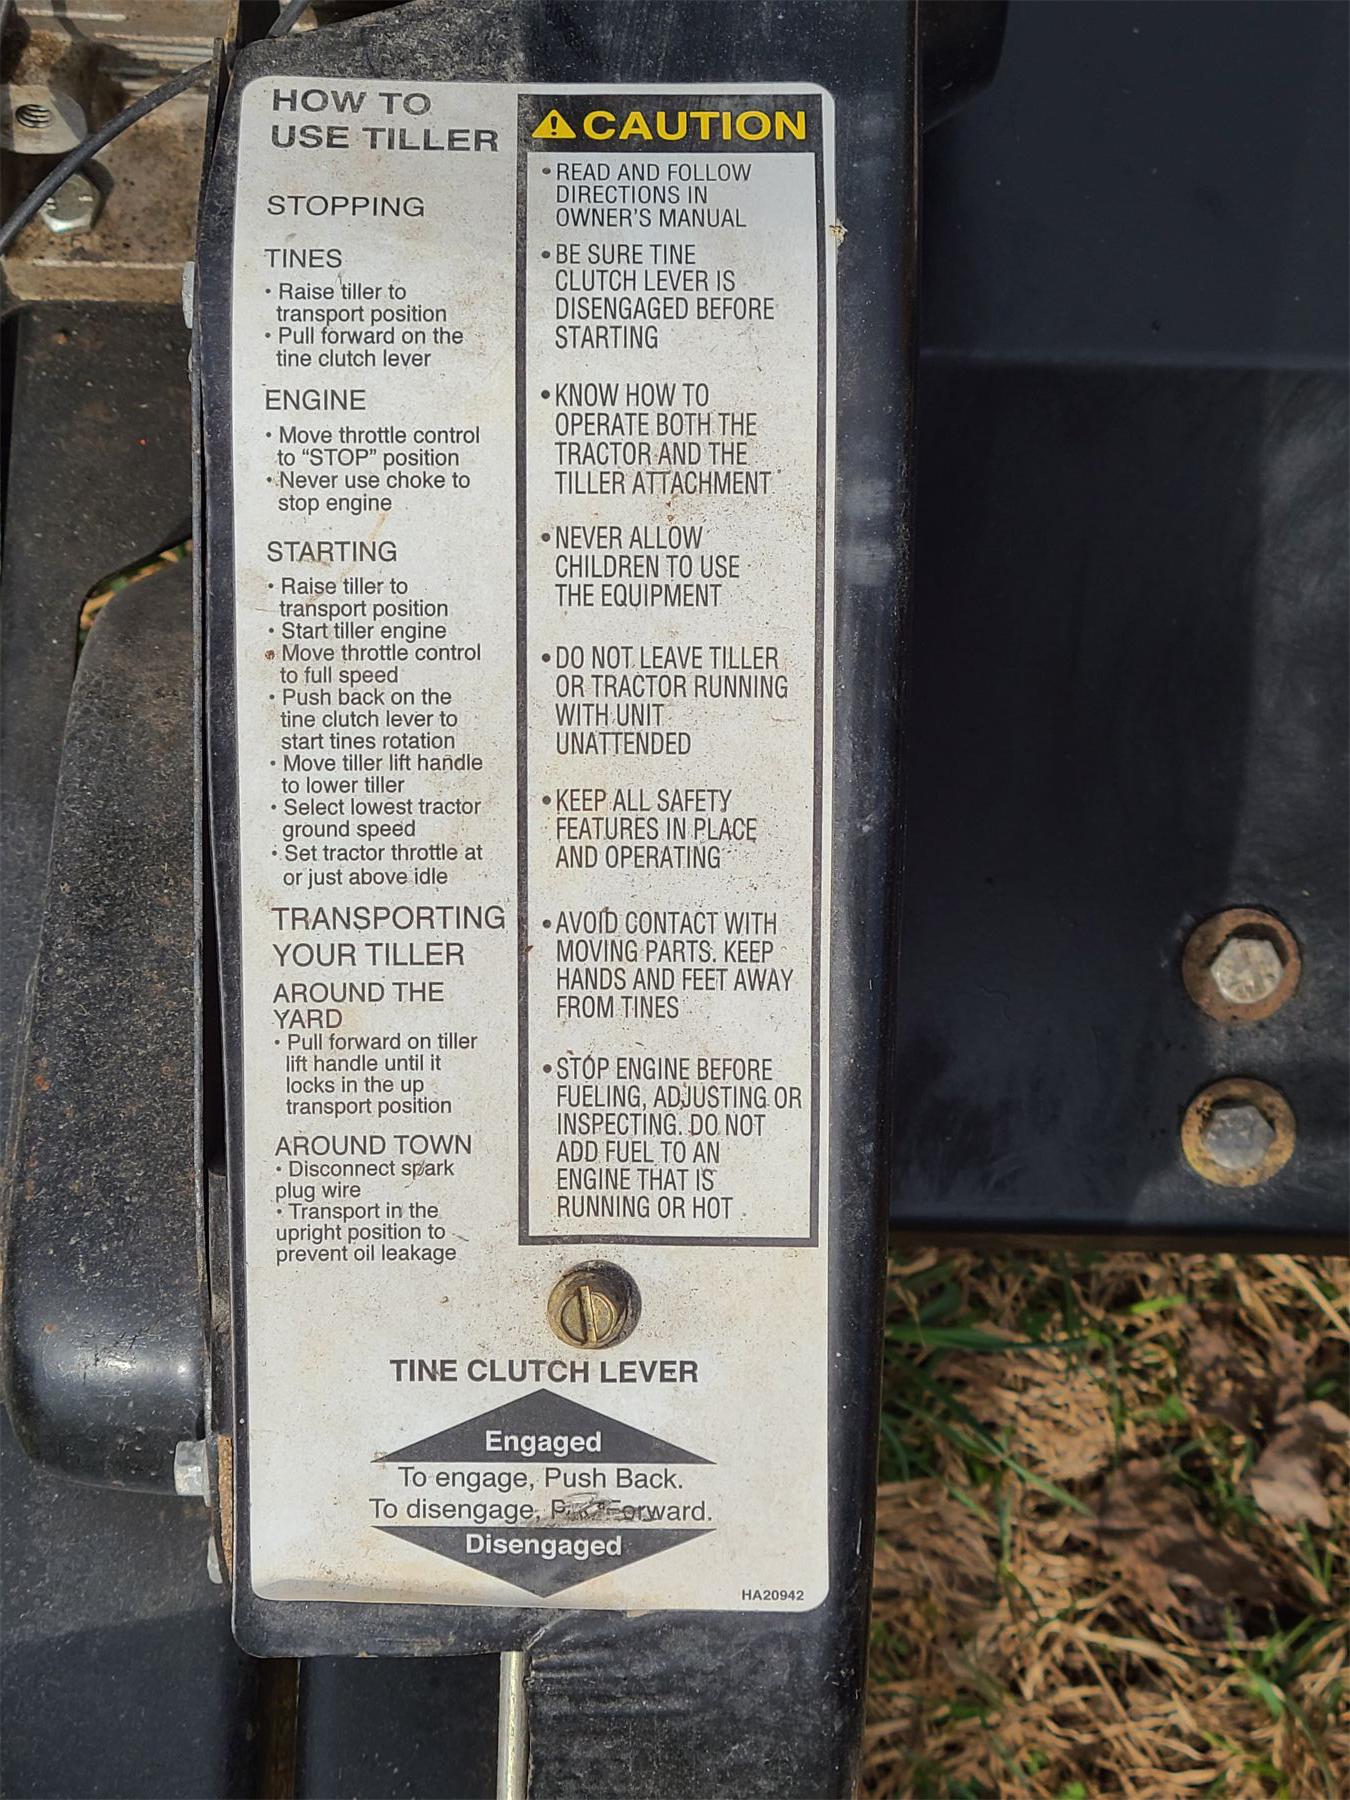 HOW TO
USE TILLER
STOPPING
TINES
• Raise tiller to
transport position
• Pull forward on the
tine clutch lever
ENGINE
• Move throttle control
to “STOP” position
• Never use choke to
stop engine
STARTING
• Raise tiller to
transport position
• Start tiller engine
• Move throttle control
to full speed
• Push back on the
tine clutch lever to
start tines rotation
• Move tiller lift handle
to lower tiller
• Select lowest tractor
ground speed
• Set tractor throttle at
or just above idle
TRANSPORTING
YOUR TILLER
AROUND THE
YARD
• Pull forward on tiller
lift handle until it
locks in the up
transport position
AROUND TOWN
• Disconnect spark
plug wire
• Transport in the
upright position to
prevent oil leakage
CAUTION
• READ AND FOLLOW
DIRECTIONS IN
OWNER'S MANUAL
• BE SURE TINE
CLUTCH LEVER IS
DISENGAGED BEFORE
STARTING
• KNOW HOW TO
OPERATE BOTH THE
TRACTOR AND THE
TILLER ATTACHMENT
• NEVER ALLOW
CHILDREN TO USE
THE EQUIPMENT
• DO NOT LEAVE TILLER
OR TRACTOR RUNNING
WITH UNIT
UNATTENDED
• KEEP ALL SAFETY
FEATURES IN PLACE
AND OPERATING
• AVOID CONTACT WITH
MOVING PARTS. KEEP
HANDS AND FEET AWAY
FROM TINES
• STOP ENGINE BEFORE
FUELING, ADJUSTING OR
INSPECTING. DO NOT
ADD FUEL TO AN
ENGINE THAT IS
RUNNING OR HOT
TINE CLUTCH LEVER
Engaged
To engage, Push Back.
To disengage, Forward.
Disengaged
HA20942